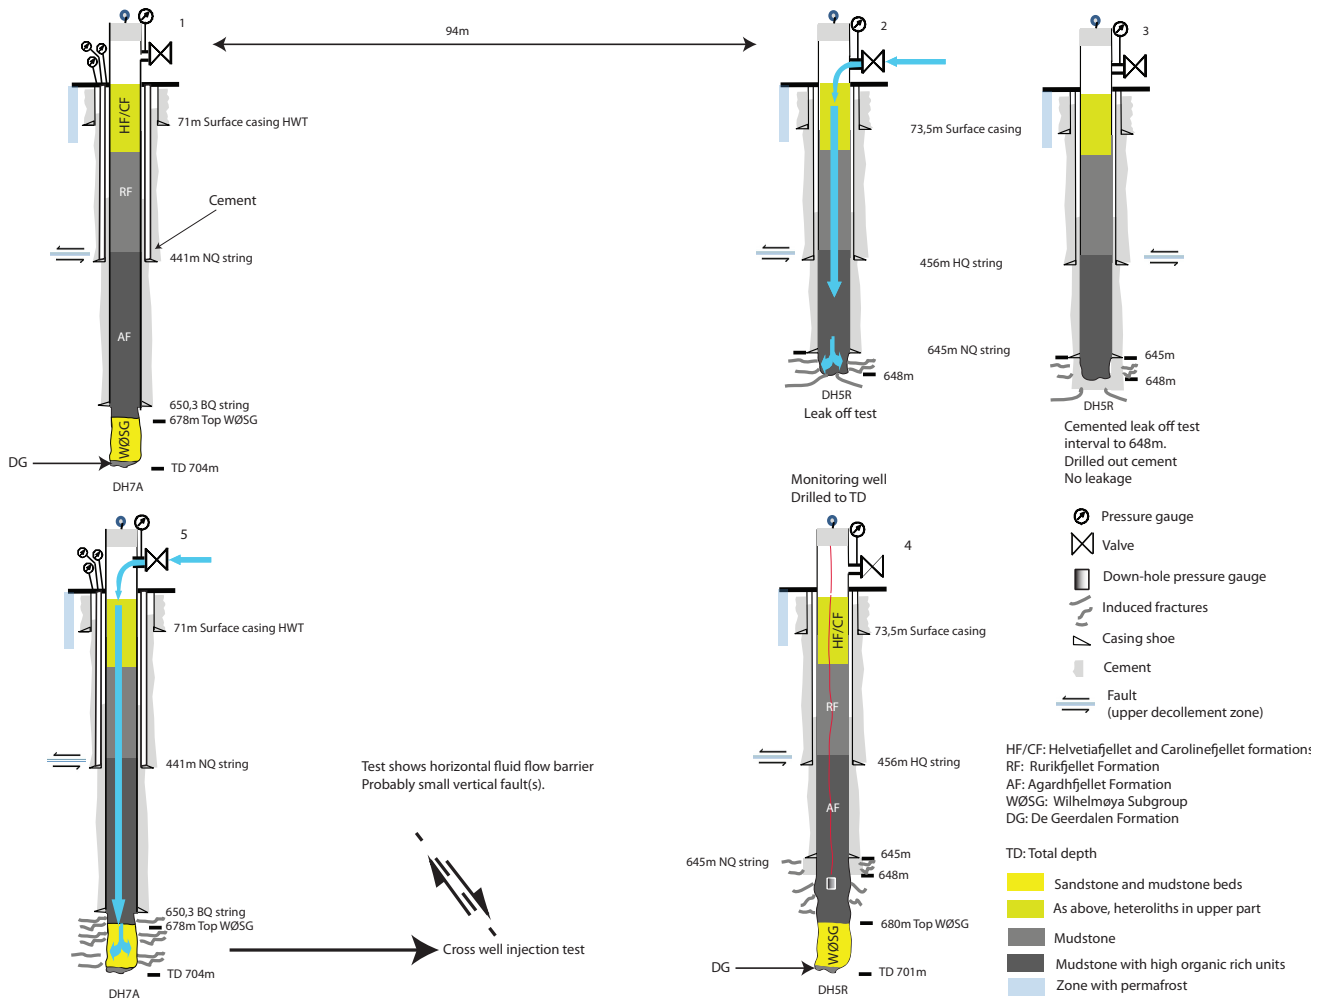 1
94m
HF/CF
71m Surface casing HWT
RF
Cement
441m NQ string
AF
650,3 BQ string
678m Top WØSG
WØSG
DG
TD 704m
DH7A
2
73,5m Surface casing
456m HQ string
645m NQ string
648m
DH5R
Leak off test
3
645m
648m
DH5R
Cemented leak off test
interval to 648m.
Drilled out cement
No leakage
Monitoring well
Drilled to TD
4
HF/CF
73,5m Surface casing
RF
456m HQ string
AF
645m NQ string
645m
648m
680m Top WØSG
WØSG
DG
TD 701m
DH5R
5
71m Surface casing HWT
441m NQ string
650,3 BQ string
678m Top WØSG
TD 704m
DH7A
Test shows horizontal fluid flow barrier
Probably small vertical fault(s).
Cross well injection test
Pressure gauge
Valve
Down-hole pressure gauge
Induced fractures
Casing shoe
Cement
Fault
(upper decollement zone)
HF/CF: Helvetiafjellet and Carolinefjellet formations
RF: Rurikfjellet Formation
AF: Agardhfjellet Formation
WØSG: Wilhelmøya Subgroup
DG: De Geerdalen Formation
TD: Total depth
Sandstone and mudstone beds
As above, heteroliths in upper part
Mudstone
Mudstone with high organic rich units
Zone with permafrost